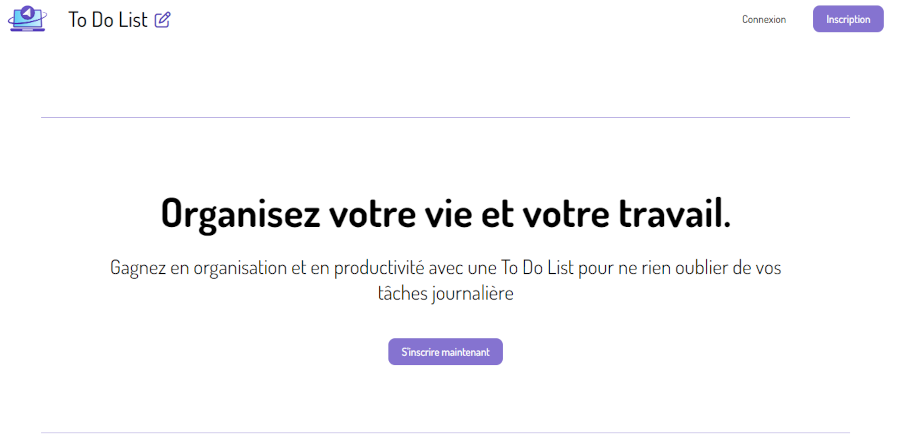 To Do List
Connexion
Inscription
Organisez votre vie et votre travail.
Gagnez en organisation et en productivité avec une To Do List pour ne rien oublier de vos
tâches journalière
S'inscrire maintenant